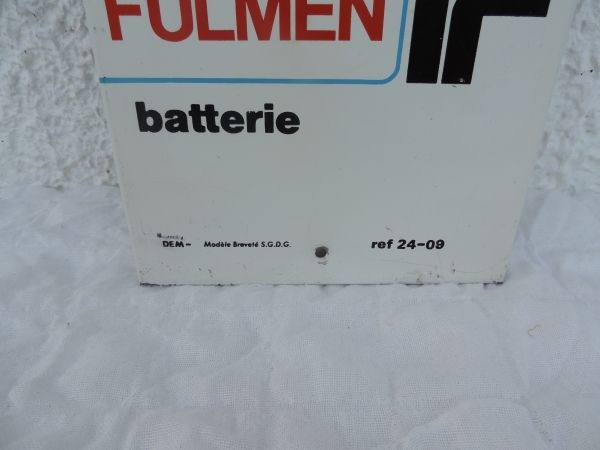 FULMEN
batterie
DEM- Modèle Breveté S.G.D.G. ref 24-09